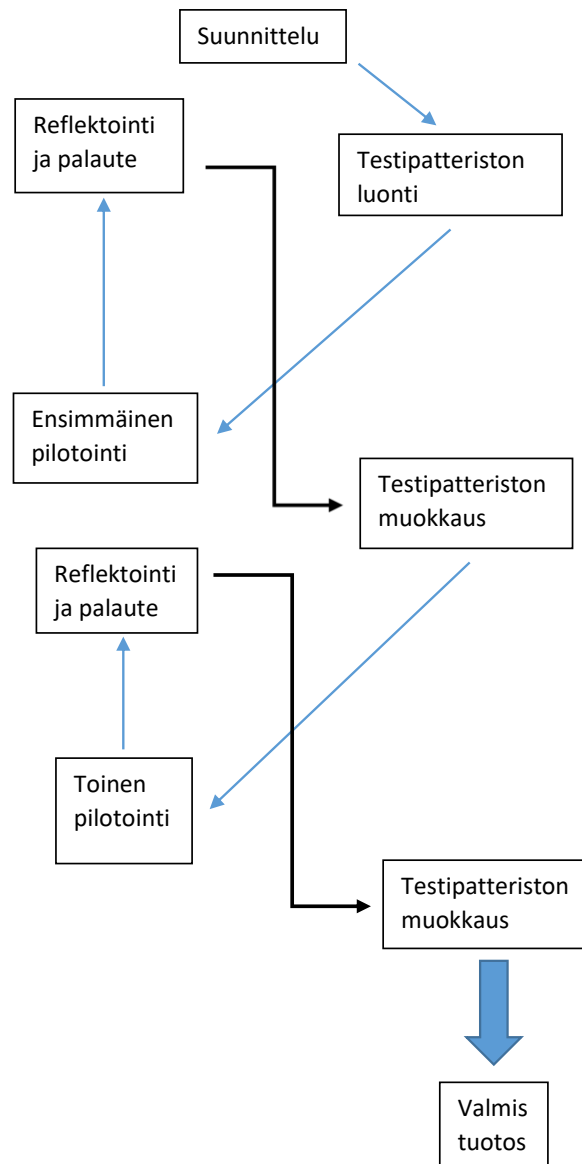 Suunnittelu
Reflektointi
ja palaute
Testipatteriston
luonti
Ensimmäinen
pilotointi
Testipatteriston
muokkaus
Reflektointi
ja palaute
Toinen
pilotointi
Testipatteriston
muokkaus
Valmis
tuotos